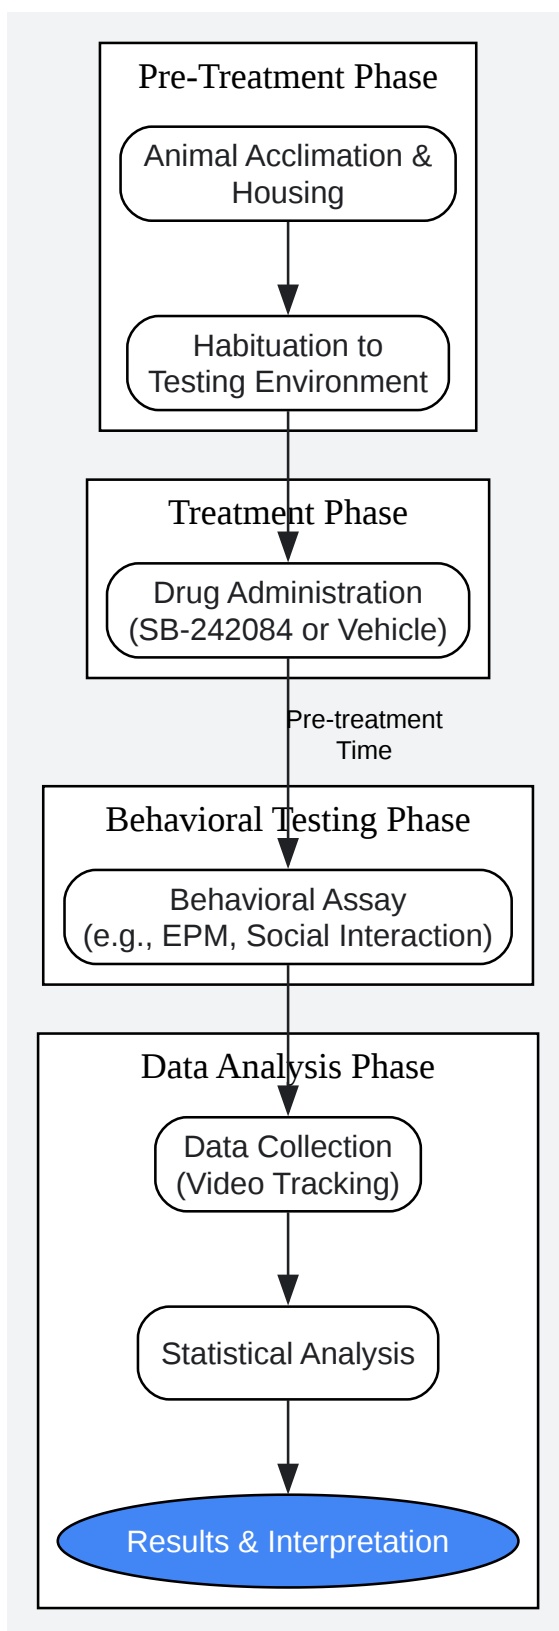 Pre-Treatment Phase
Animal Acclimation &
Housing
Habituation to
Testing Environment
Treatment Phase
Drug Administration
(SB-242084 or Vehicle)
Pre-treatment
Time
Behavioral Testing Phase
Behavioral Assay
(e.g., EPM, Social Interaction)
Data Analysis Phase
Data Collection
(Video Tracking)
Statistical Analysis
Results & Interpretation